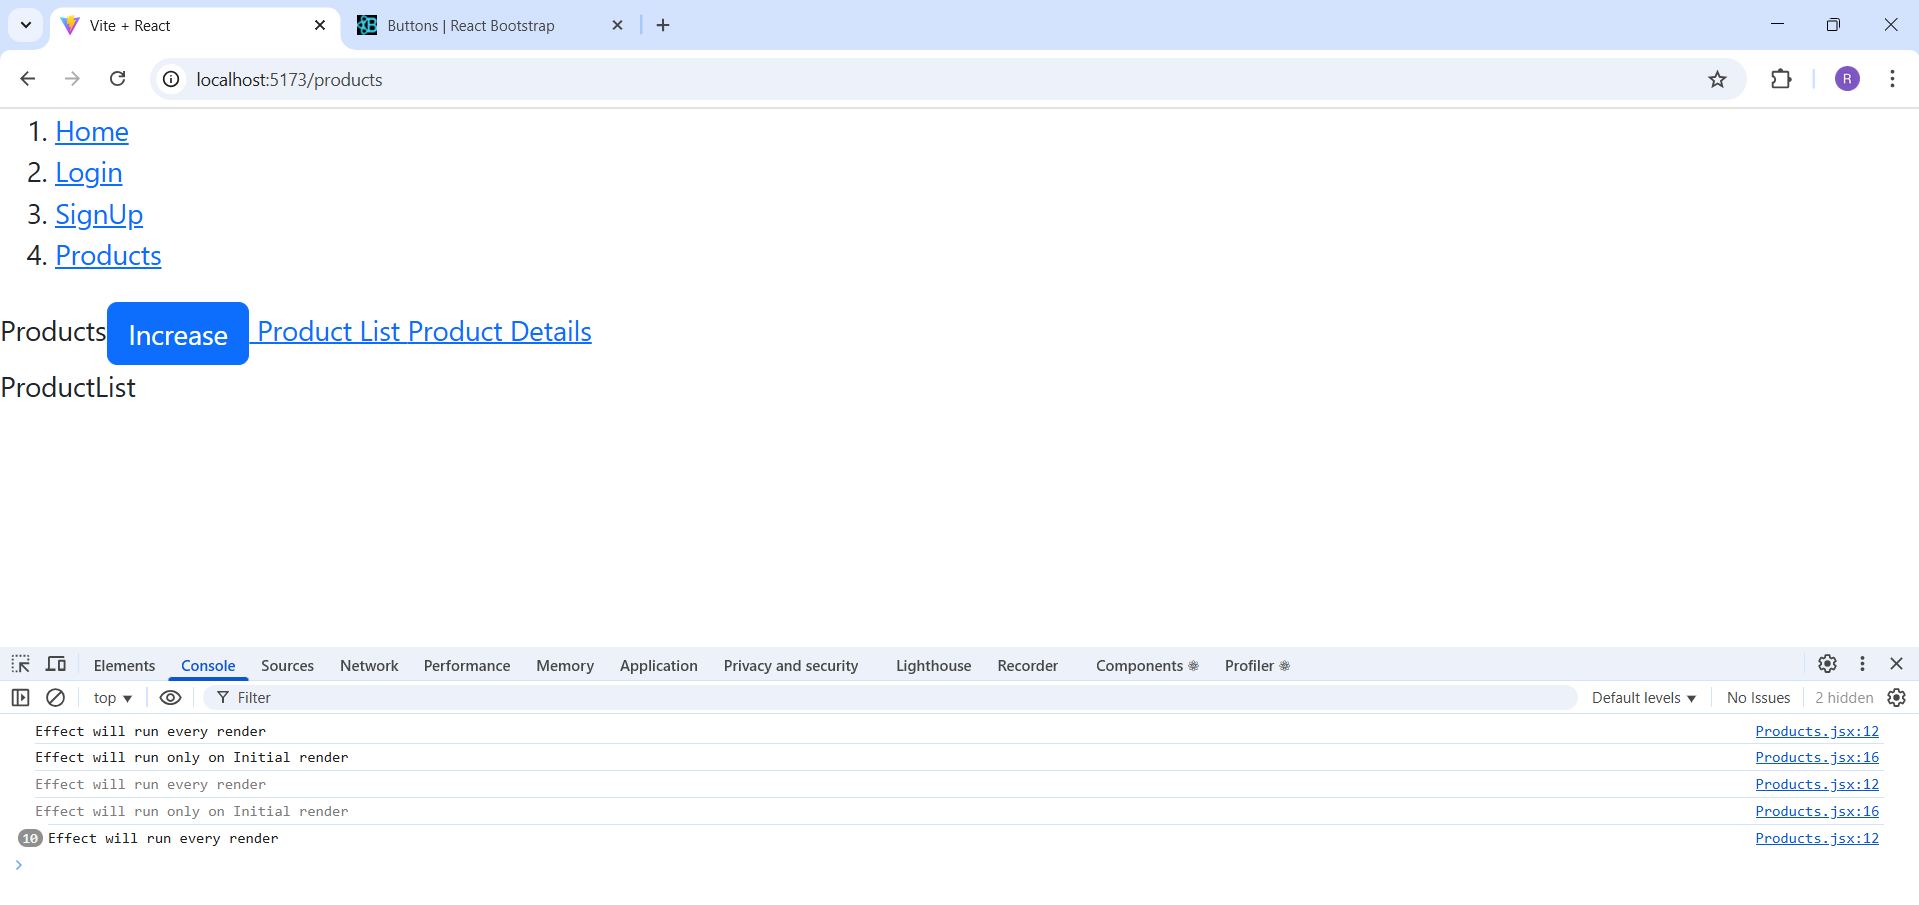 Vite + React
Buttons | React Bootstrap
localhost:5173/products
R
1. Home
2. Login
3. SignUp
4. Products
Products Increase Product List Product Details
ProductList
Elements Console Sources Network Performance Memory Application Privacy and security Lighthouse Recorder Components Profiler
top Filter Default levels No Issues 2 hidden
Effect will run every render Products.jsx:12
Effect will run only on Initial render Products.jsx:16
Effect will run every render Products.jsx:12
Effect will run only on Initial render Products.jsx:16
10 Effect will run every render Products.jsx:12